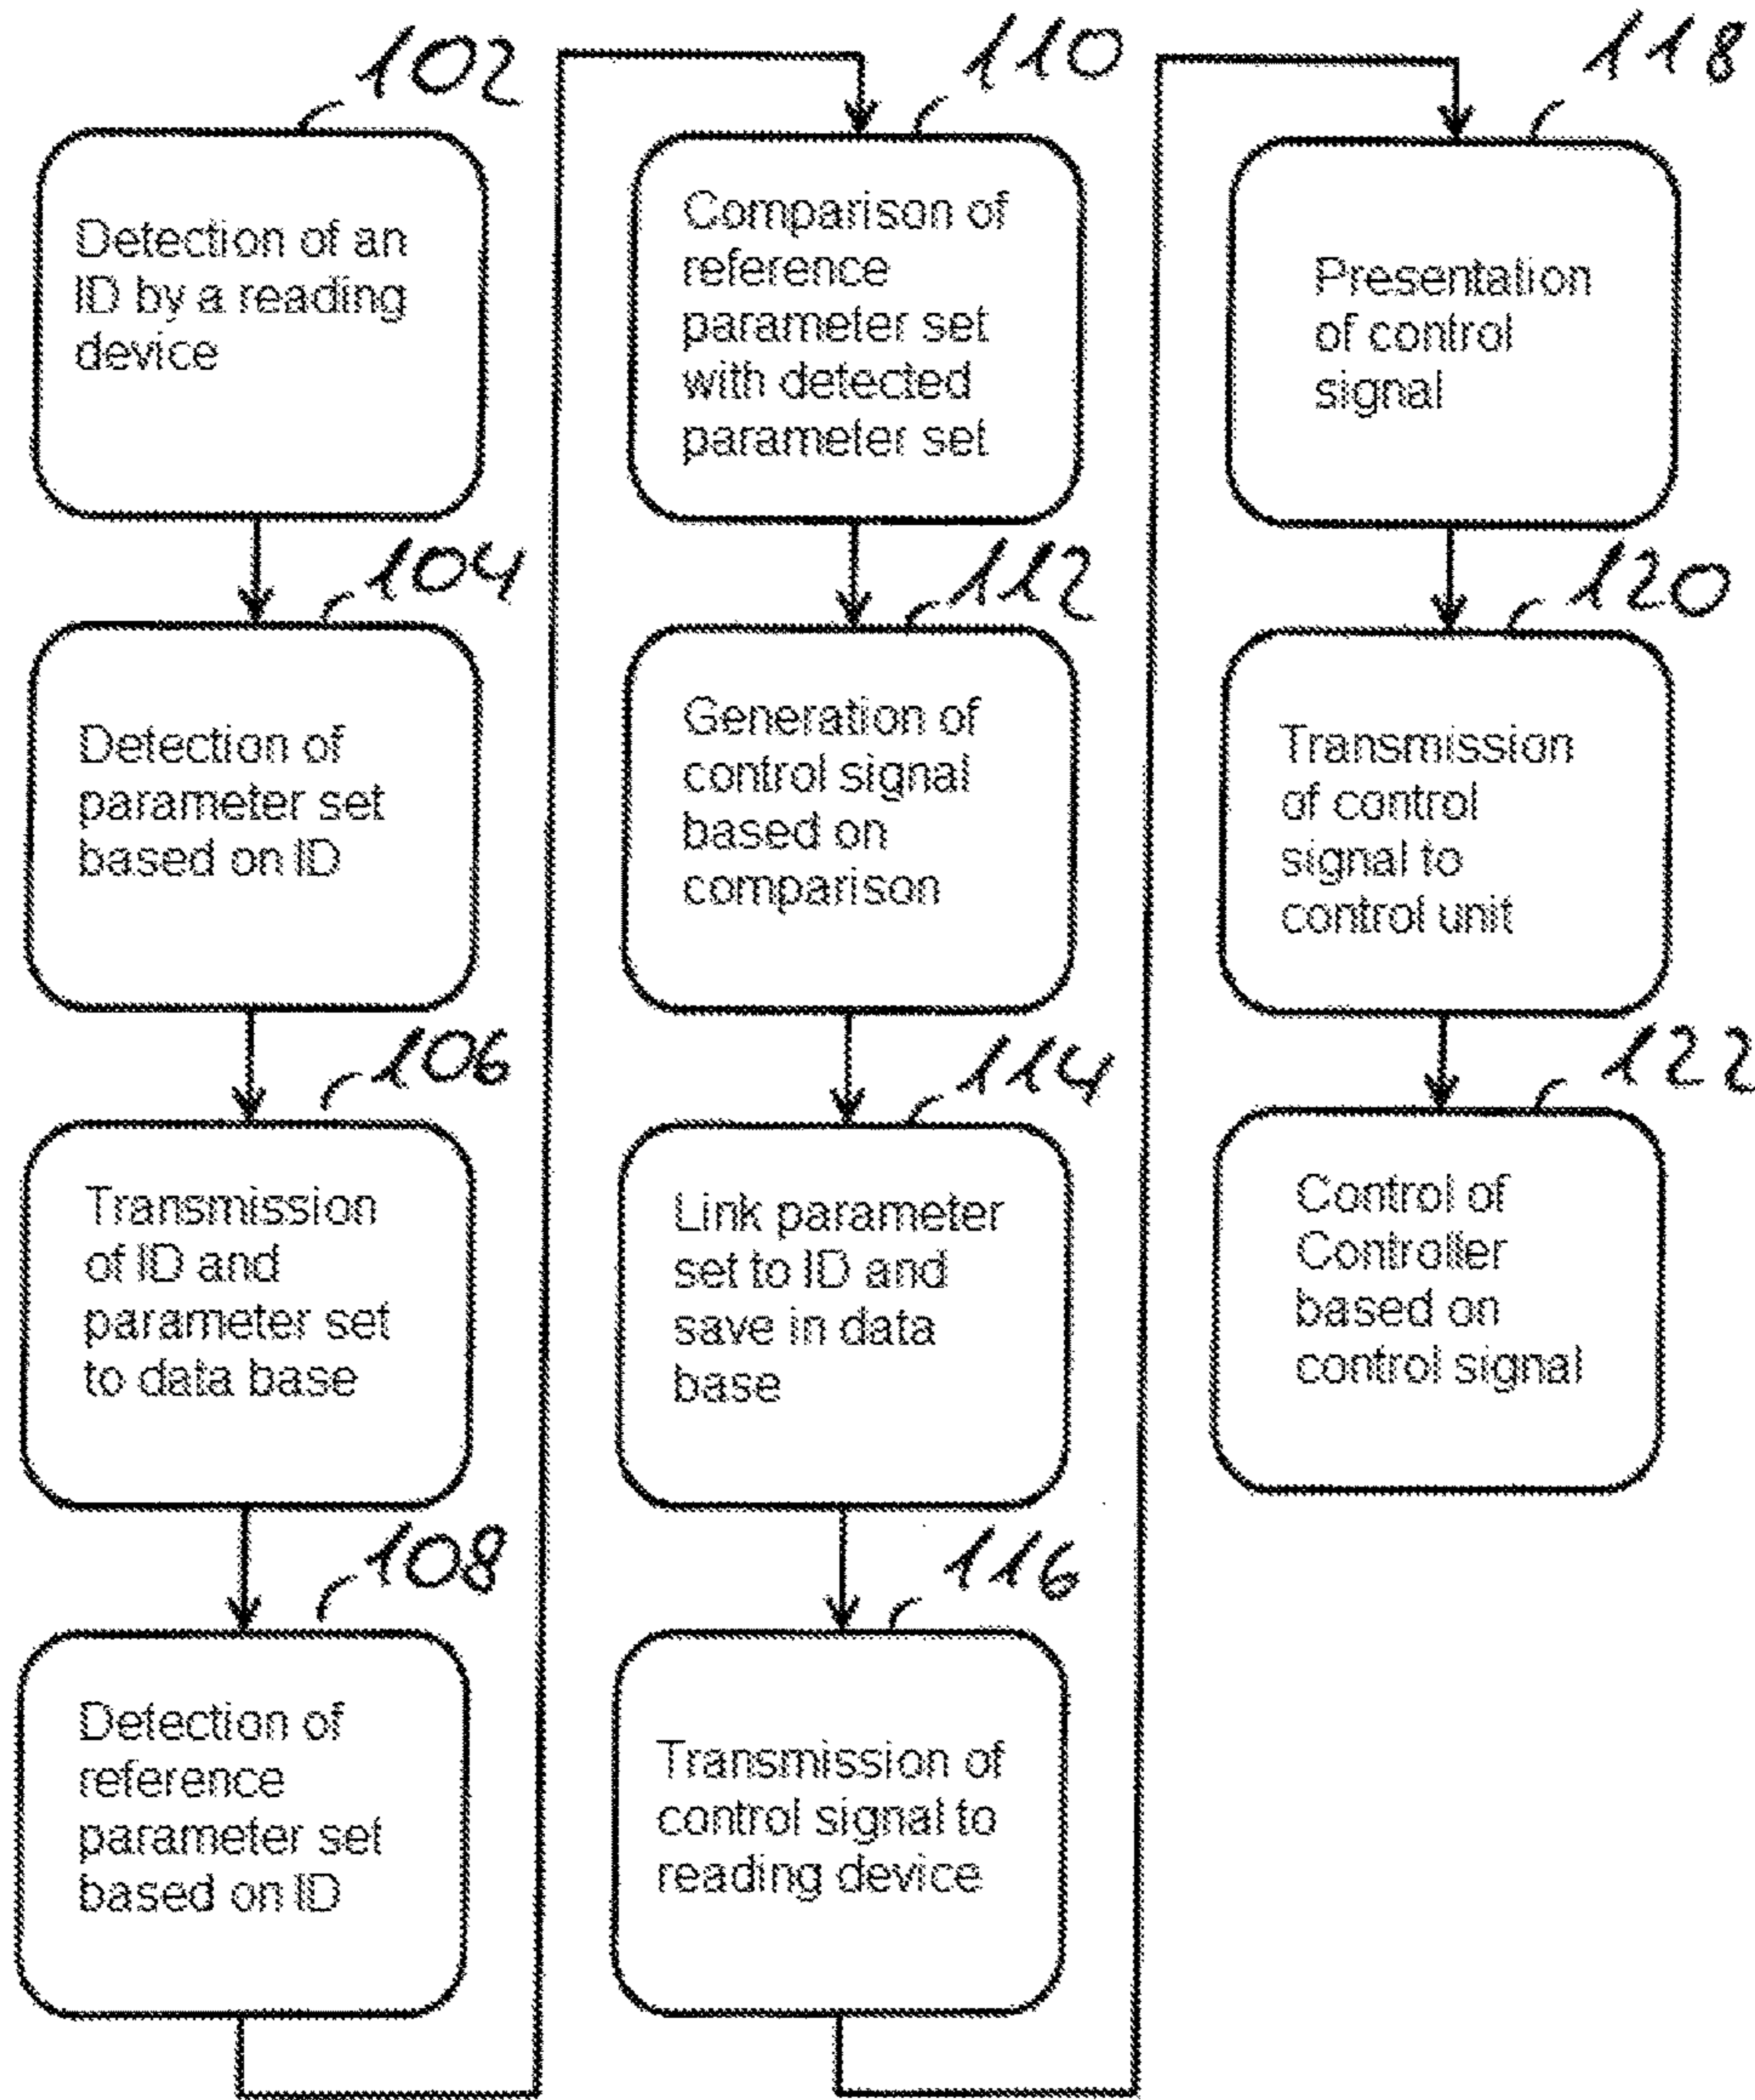 102
Detection of an
ID by a reading
device
104
Detection of
parameter set
based on ID
106
Transmission
of ID and
parameter set
to data base
108
Detection of
reference
parameter set
based on ID
110
Comparison of
reference
parameter set
with detected
parameter set
112
Generation of
control signal
based on
comparison
114
Link parameter
set to ID and
save in data
base
116
Transmission of
control signal to
reading device
118
Presentation
of control
signal
120
Transmission
of control
signal to
control unit
122
Control of
Controller
based on
control signal